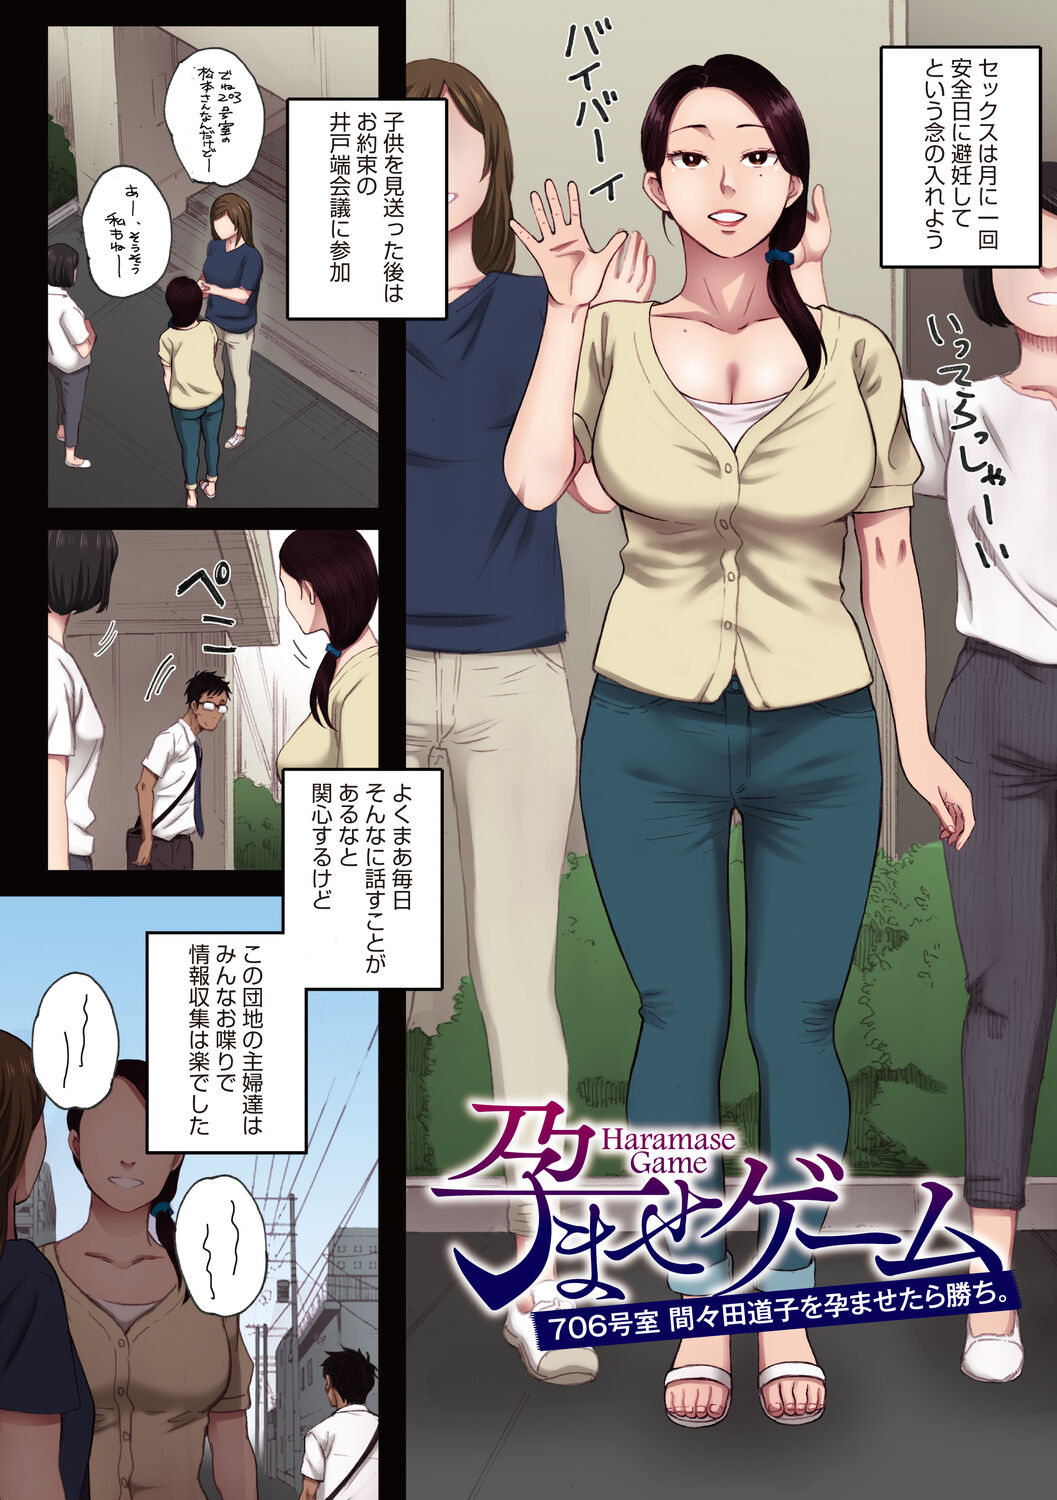 セックスは月に一回
安全日に避妊して
という念の入れよう
バイバーイ
いってらっしゃーい
子供を見送った後は
お約束の
井戸端会議に参加
でね203
号室の
松本さんなんだけどー
あー、そうそう
私もねー
ペこ
よくまあ毎日
そんなに話すことが
あるなと
関心するけど
この団地の主婦達は
みんなお喋りで
情報収集は楽でした
孕ませゲーム
Haramase
Game
706号室 間々田道子を孕ませたら勝ち。